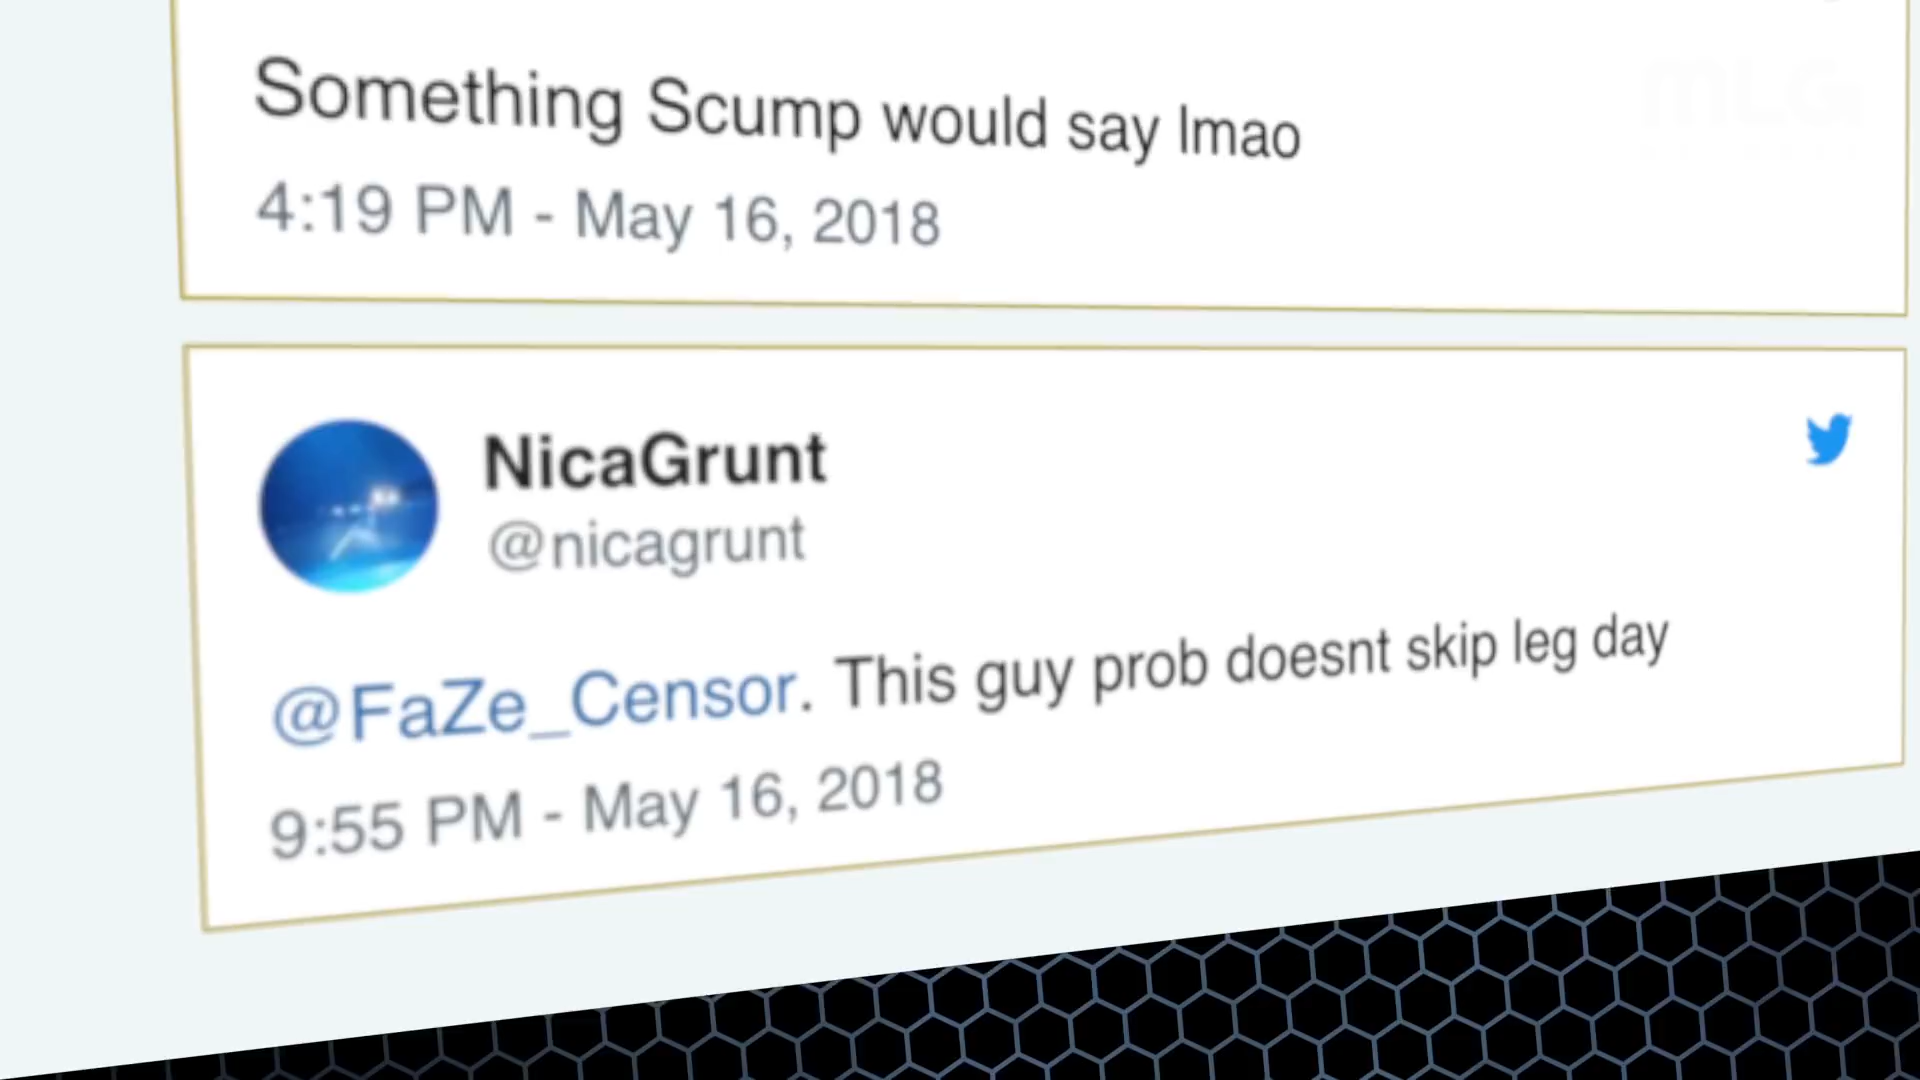 MLG
Something Scump would say lmao
4:19 PM - May 16, 2018
NicaGrunt
@nicagrunt
@FaZe_Censor. This guy prob doesnt skip leg day
9:55 PM - May 16, 2018